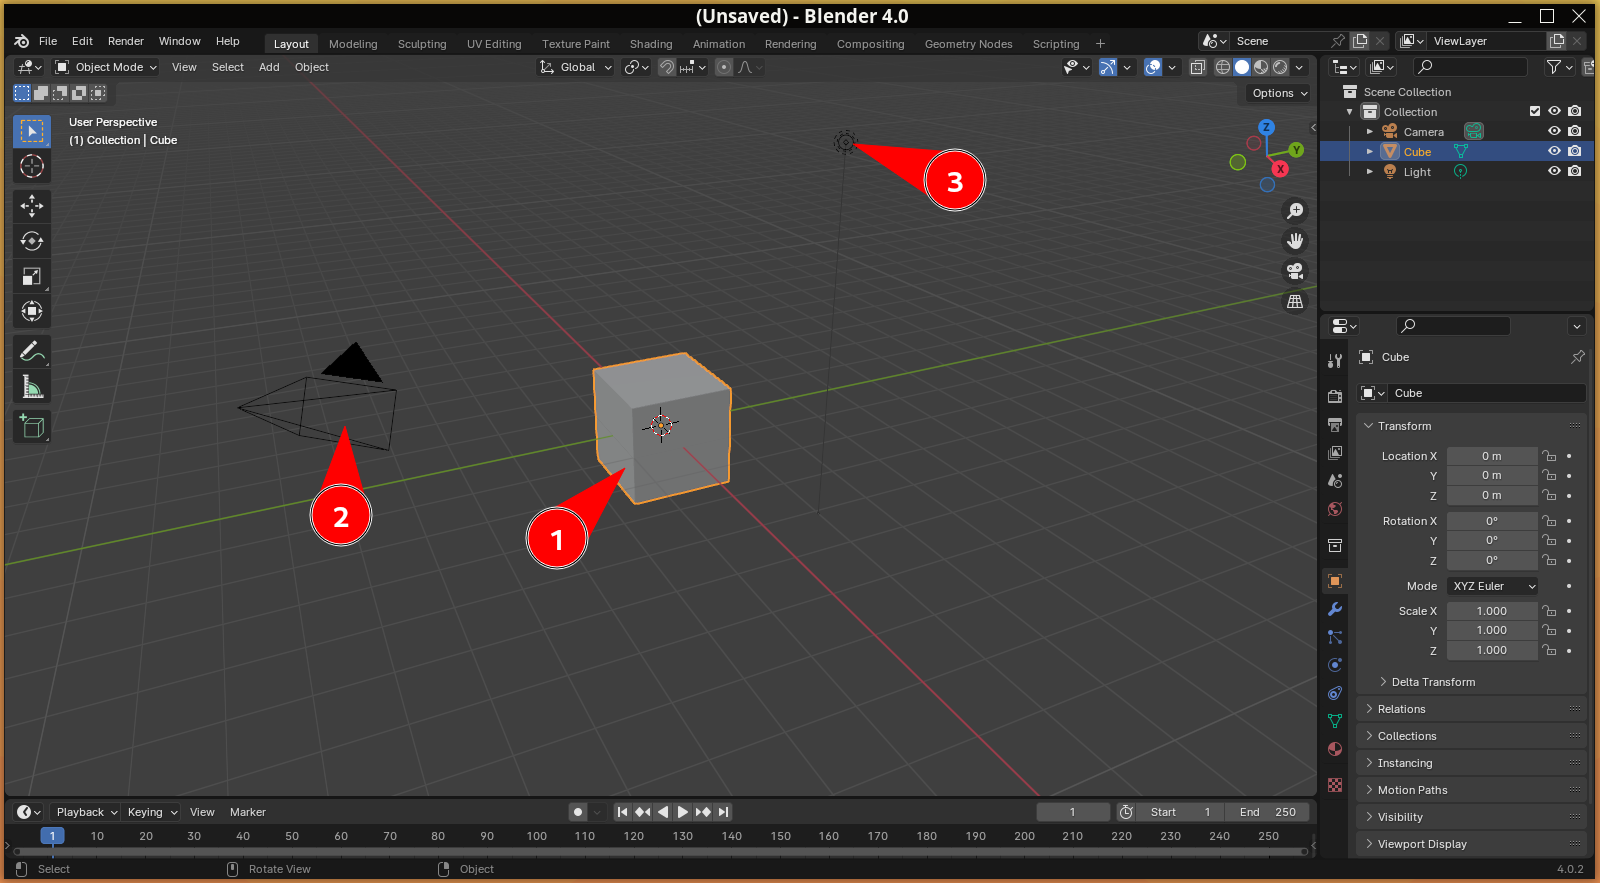 (Unsaved) - Blender 4.0
File Edit Render Window Help Layout Modeling Sculpting UV Editing Texture Paint Shading Animation Rendering Compositing Geometry Nodes Scripting + Scene ViewLayer
Object Mode View Select Add Object Global
Options
User Perspective
(1) Collection | Cube
Z
Y
X
3
2
1
Scene Collection
Collection
Camera
Cube
Light
Cube
Cube
Transform
Location X 0 m
Y 0 m
Z 0 m
Rotation X 0°
Y 0°
Z 0°
Mode XYZ Euler
Scale X 1.000
Y 1.000
Z 1.000
Delta Transform
Relations
Collections
Instancing
Motion Paths
Visibility
Viewport Display
Playback Keying View Marker 1 Start 1 End 250
1 10 20 30 40 50 60 70 80 90 100 110 120 130 140 150 160 170 180 190 200 210 220 230 240 250
Select Rotate View Object 4.0.2